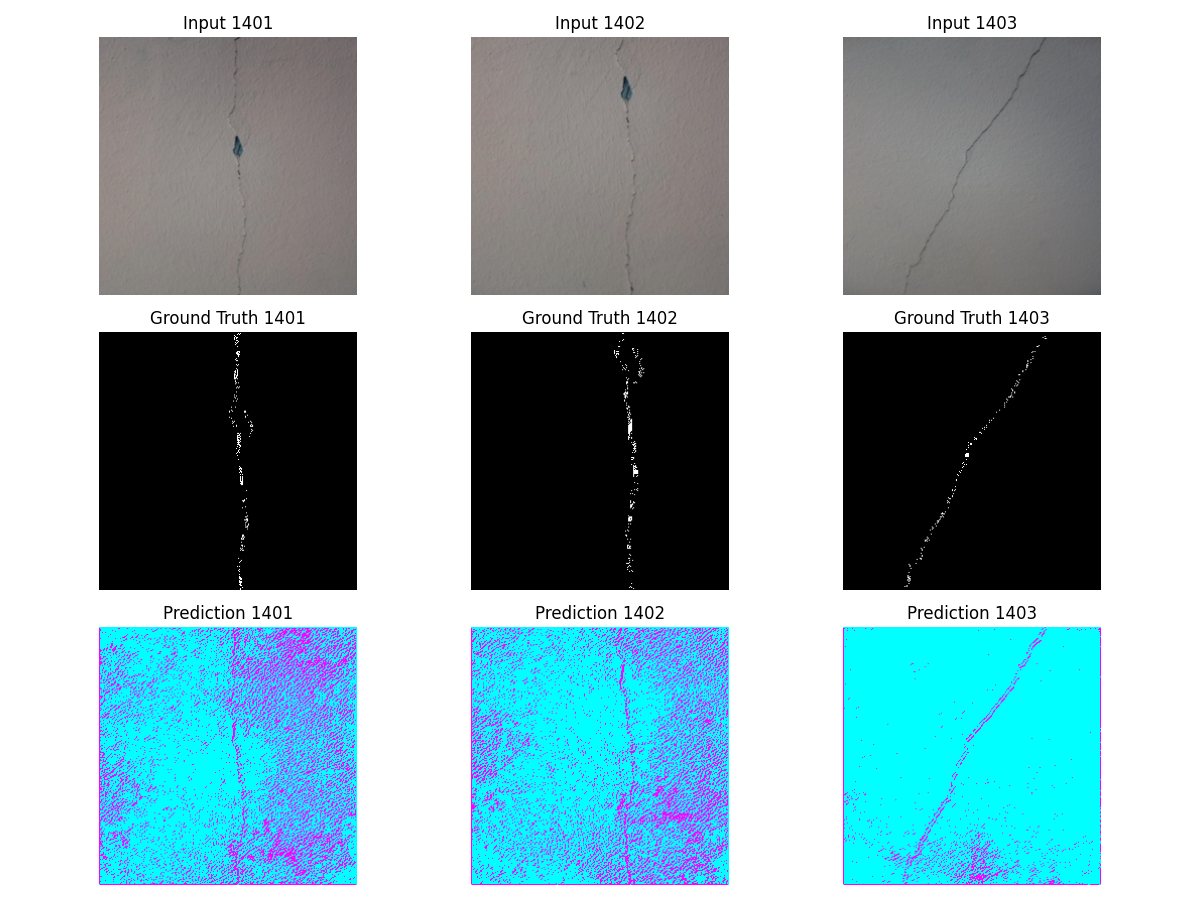 Input 1401
Input 1402
Input 1403
Ground Truth 1401
Ground Truth 1402
Ground Truth 1403
Prediction 1401
Prediction 1402
Prediction 1403